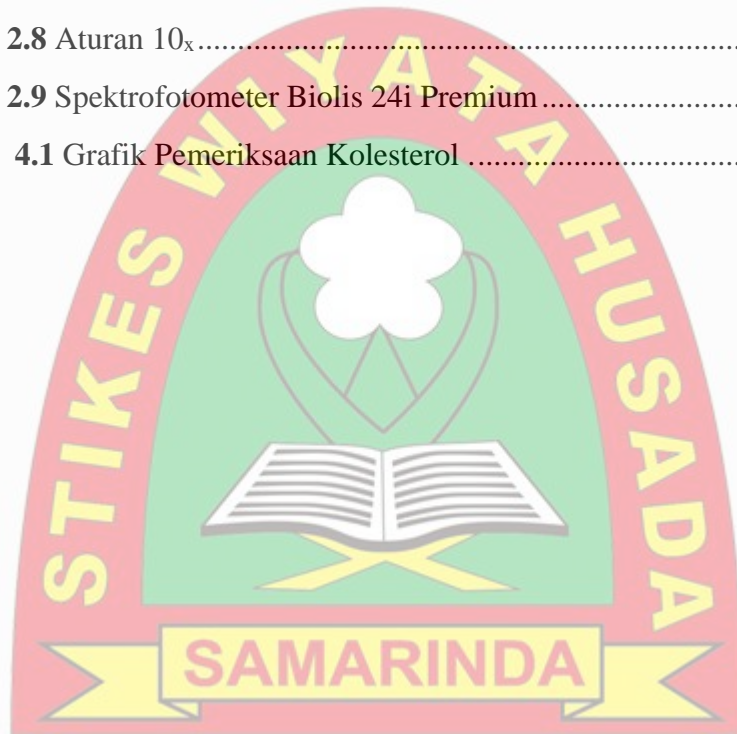 2.8 Aturan 10x........................................................................
2.9 Spektrofotometer Biolis 24i Premium.........................
4.1 Grafik Pemeriksaan Kolesterol ..................................
STIKES WIYATA HUSADA
SAMARINDA